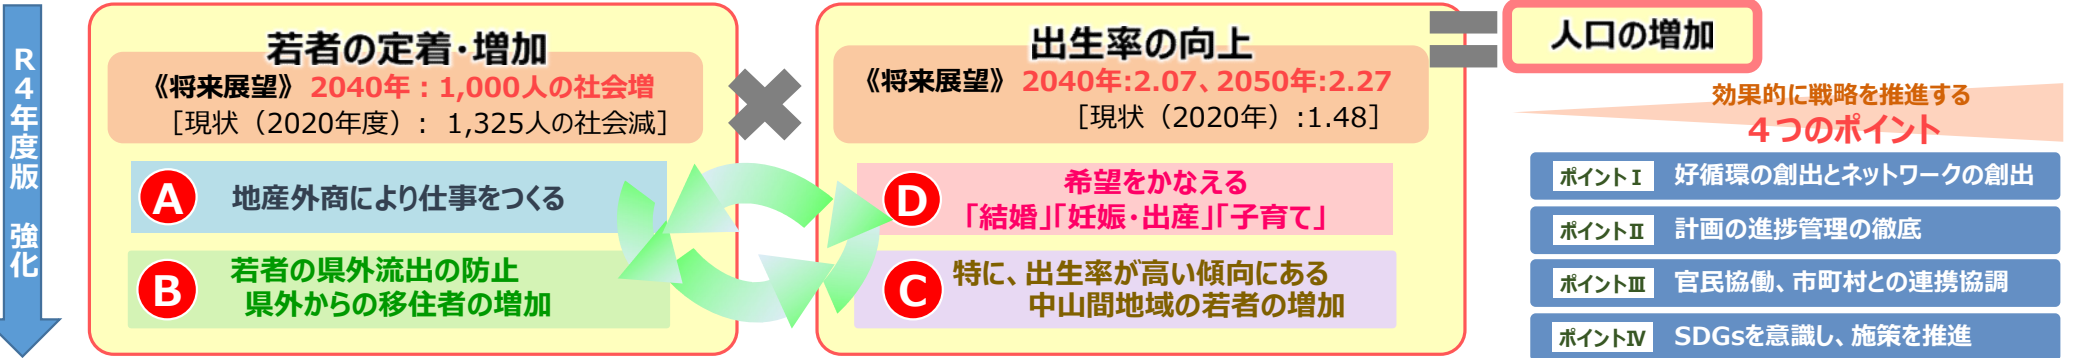 R4年度版 強化
若者の定着・増加
《将来展望》 2040年：1,000人の社会増
［現状（2020年度）： 1,325人の社会減］
A 地産外商により仕事をつくる
B 若者の県外流出の防止
県外からの移住者の増加
出生率の向上
《将来展望》 2040年:2.07、2050年:2.27
［現状（2020年）:1.48］
D 希望をかなえる
「結婚」「妊娠・出産」「子育て」
C 特に、出生率が高い傾向にある
中山間地域の若者の増加
人口の増加
効果的に戦略を推進する
４つのポイント
ポイントⅠ 好循環の創出とネットワークの創出
ポイントⅡ 計画の進捗管理の徹底
ポイントⅢ 官民協働、市町村との連携協調
ポイントⅣ SDGsを意識し、施策を推進